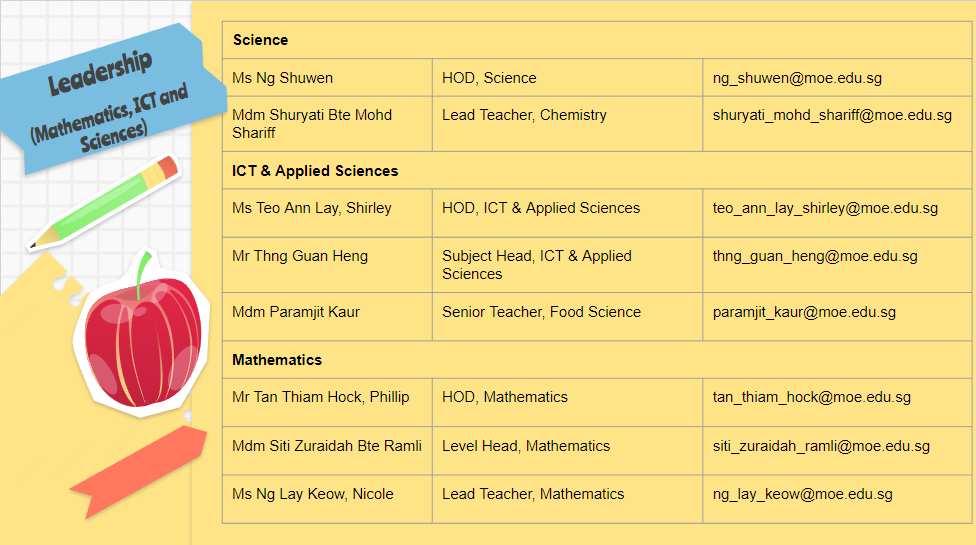 Leadership
(Mathematics, ICT and
Sciences)
Science
Ms Ng Shuwen HOD, Science ng_shuwen@moe.edu.sg
Mdm Shuryati Bte Mohd
Shariff Lead Teacher, Chemistry shuryati_mohd_shariff@moe.edu.sg
ICT & Applied Sciences
Ms Teo Ann Lay, Shirley HOD, ICT & Applied Sciences teo_ann_lay_shirley@moe.edu.sg
Mr Thng Guan Heng Subject Head, ICT & Applied
Sciences thng_guan_heng@moe.edu.sg
Mdm Paramjit Kaur Senior Teacher, Food Science paramjit_kaur@moe.edu.sg
Mathematics
Mr Tan Thiam Hock, Phillip HOD, Mathematics tan_thiam_hock@moe.edu.sg
Mdm Siti Zuraidah Bte Ramli Level Head, Mathematics siti_zuraidah_ramli@moe.edu.sg
Ms Ng Lay Keow, Nicole Lead Teacher, Mathematics ng_lay_keow@moe.edu.sg